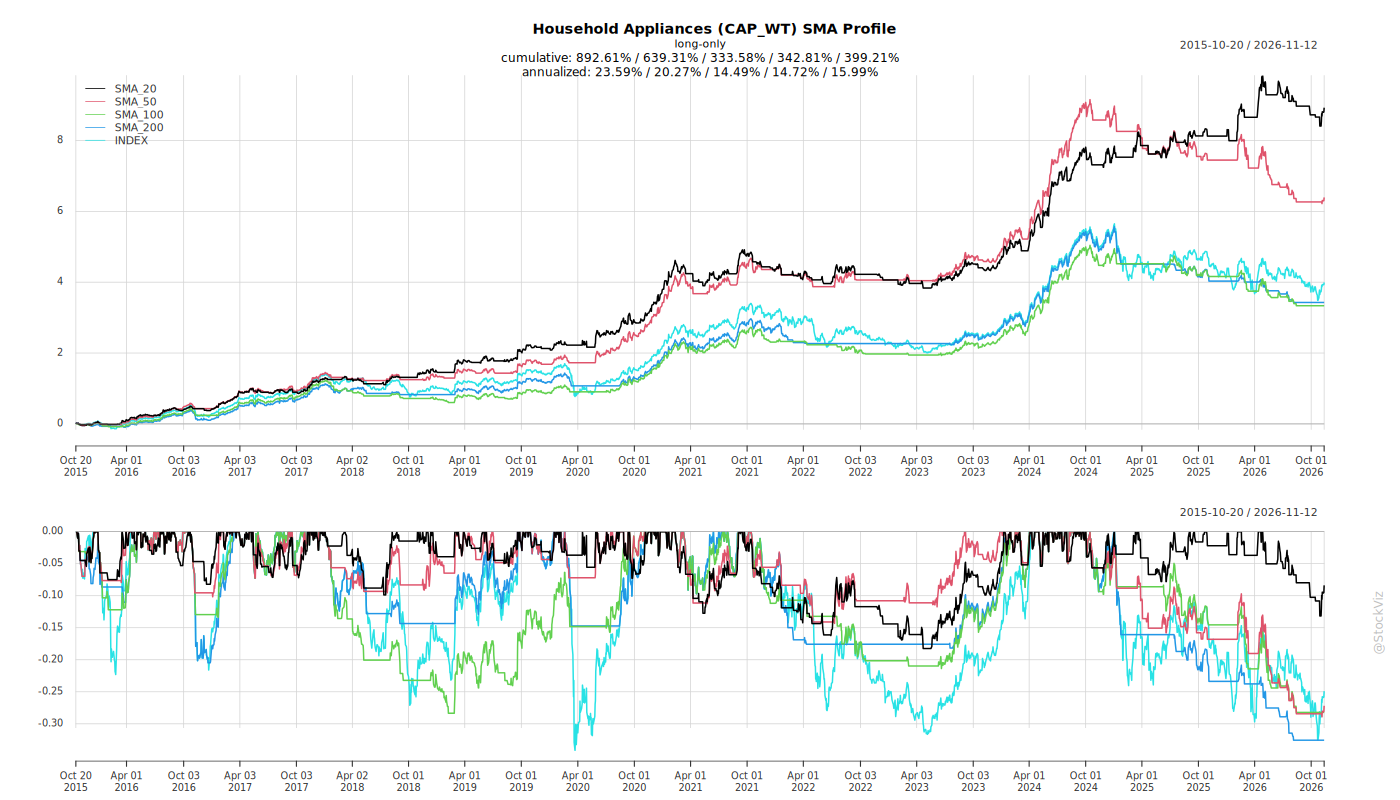 Household Appliances (CAP_WT) SMA Profile
long-only
cumulative: 892.61% / 639.31% / 333.58% / 342.81% / 399.21%
annualized: 23.59% / 20.27% / 14.49% / 14.72% / 15.99%
2015-10-20 / 2026-11-12
SMA_20
SMA_50
SMA_100
SMA_200
INDEX
8
6
4
2
0
Oct 20 Apr 01 Oct 03 Apr 03 Oct 03 Apr 02 Oct 01 Apr 01 Oct 01 Apr 01 Oct 01 Apr 01 Oct 01 Apr 01 Oct 03 Apr 03 Oct 03 Apr 01 Oct 01 Apr 01 Oct 01 Apr 01 Oct 01
2015 2016 2016 2017 2017 2018 2018 2019 2019 2020 2020 2021 2021 2022 2022 2023 2023 2024 2024 2025 2025 2026 2026
2015-10-20 / 2026-11-12
0.00
-0.05
-0.10
-0.15
-0.20
-0.25
-0.30
Oct 20 Apr 01 Oct 03 Apr 03 Oct 03 Apr 02 Oct 01 Apr 01 Oct 01 Apr 01 Oct 01 Apr 01 Oct 01 Apr 01 Oct 03 Apr 03 Oct 03 Apr 01 Oct 01 Apr 01 Oct 01 Apr 01 Oct 01
2015 2016 2016 2017 2017 2018 2018 2019 2019 2020 2020 2021 2021 2022 2022 2023 2023 2024 2024 2025 2025 2026 2026
@StockViz